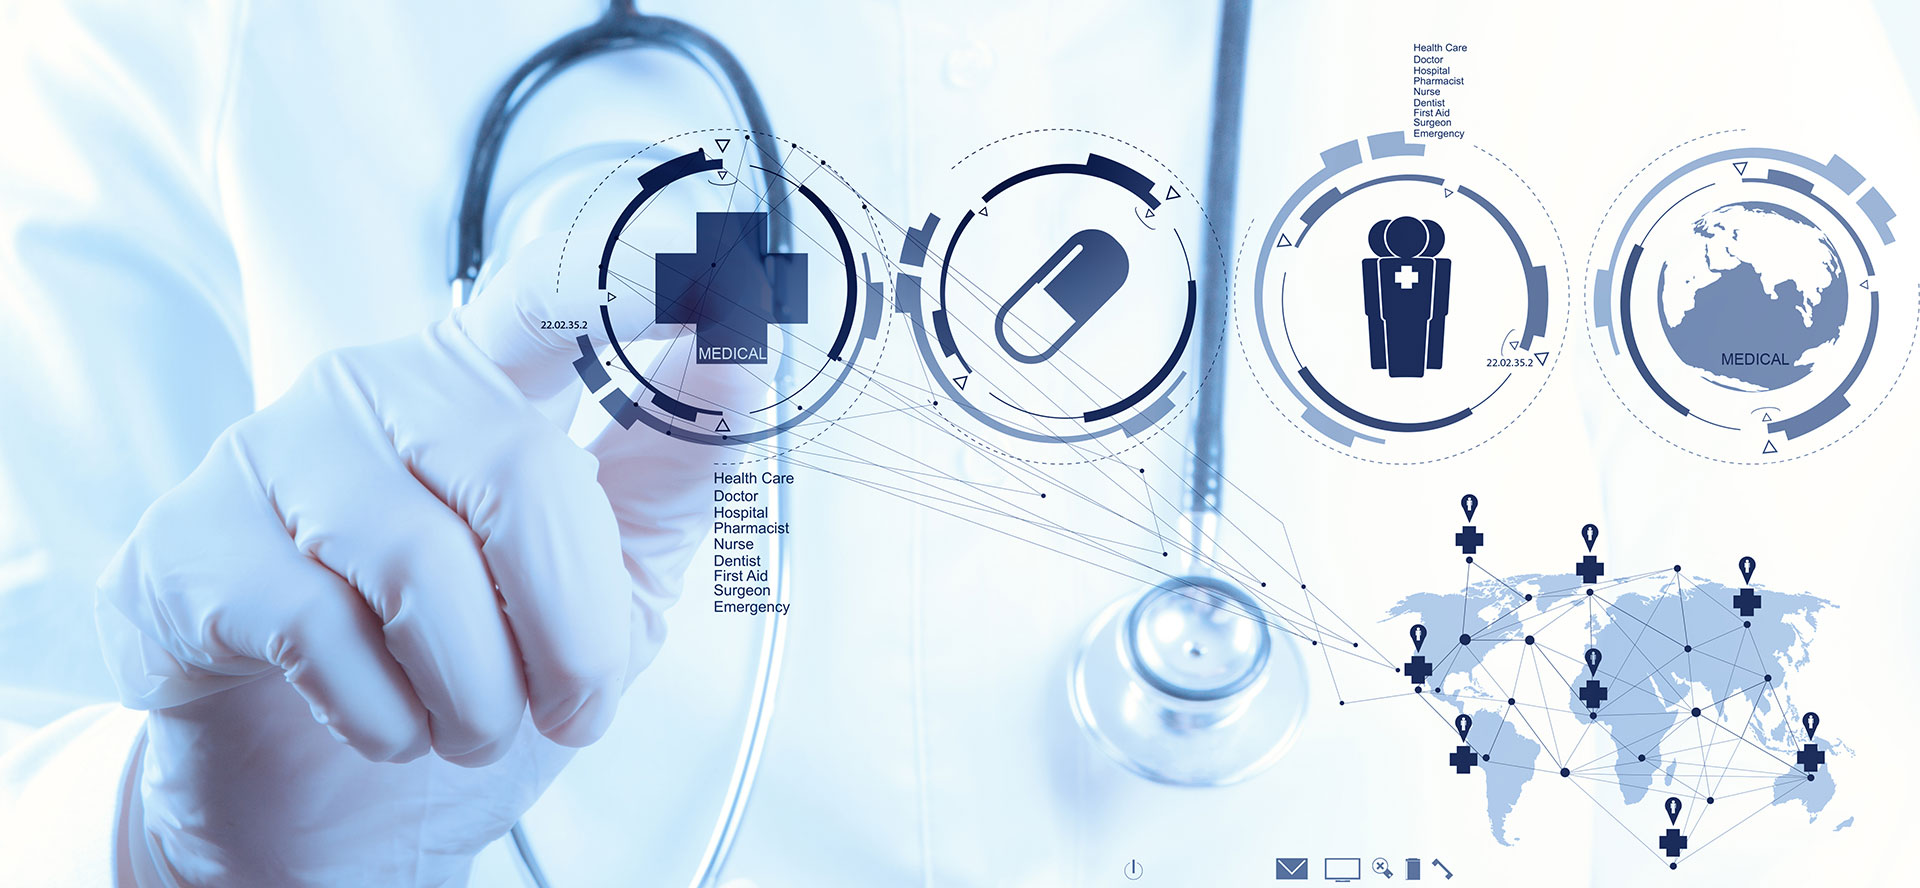 Health Care
Doctor
Hospital
Pharmacist
Nurse
Dentist
First Aid
Surgeon
Emergency
22.02.35.2
MEDICAL
22.02.35.2
MEDICAL
Health Care
Doctor
Hospital
Pharmacist
Nurse
Dentist
First Aid
Surgeon
Emergency